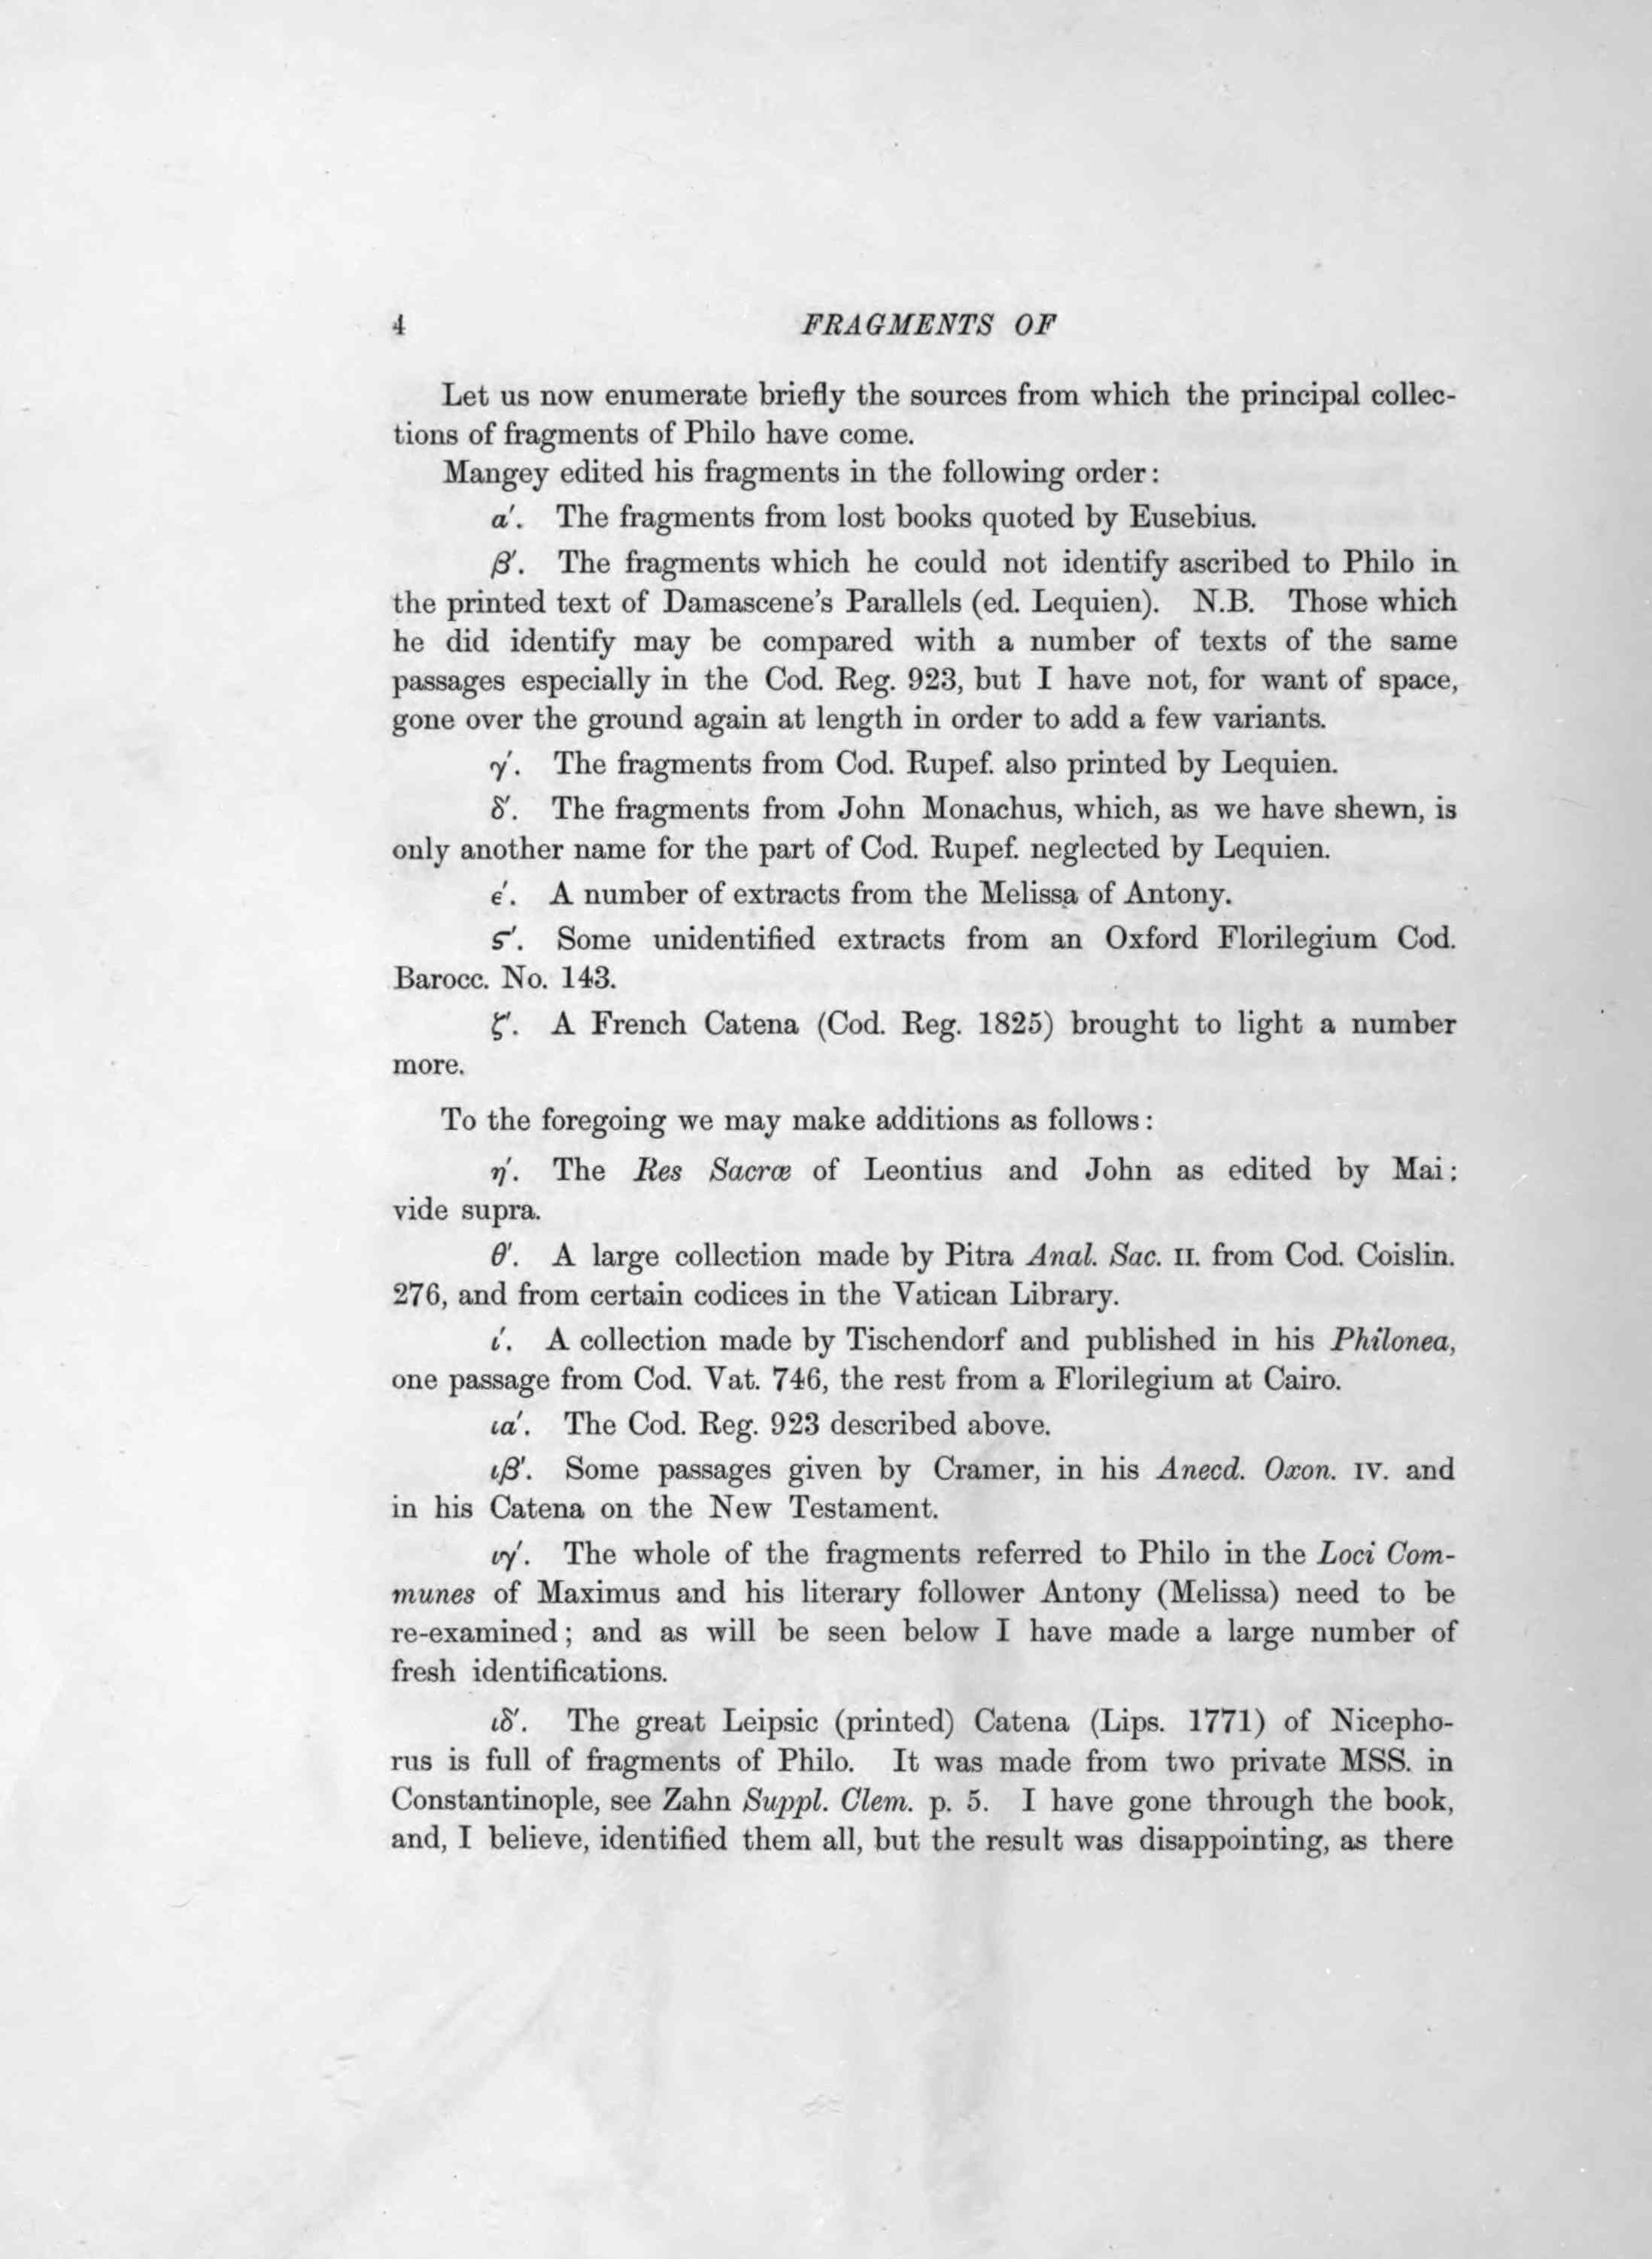 4 FRAGMENTS OF
Let us now enumerate briefly the sources from which the principal collec-
tions of fragments of Philo have come.
Mangey edited his fragments in the following order:
α′. The fragments from lost books quoted by Eusebius.
β′. The fragments which he could not identify ascribed to Philo in
the printed text of Damascene's Parallels (ed. Lequien). N.B. Those which
he did identify may be compared with a number of texts of the same
passages especially in the Cod. Reg. 923, but I have not, for want of space,
gone over the ground again at length in order to add a few variants.
γ′. The fragments from Cod. Rupef. also printed by Lequien.
δ′. The fragments from John Monachus, which, as we have shewn, is
only another name for the part of Cod. Rupef. neglected by Lequien.
ε′. A number of extracts from the Melissa of Antony.
ϛ′. Some unidentified extracts from an Oxford Florilegium Cod.
Barocc. No. 143.
ζ′. A French Catena (Cod. Reg. 1825) brought to light a number
more.
To the foregoing we may make additions as follows:
η′. The Res Sacræ of Leontius and John as edited by Mai:
vide supra.
θ′. A large collection made by Pitra Anal. Sac. II. from Cod. Coislin.
276, and from certain codices in the Vatican Library.
ι′. A collection made by Tischendorf and published in his Philonea,
one passage from Cod. Vat. 746, the rest from a Florilegium at Cairo.
ια′. The Cod. Reg. 923 described above.
ιβ′. Some passages given by Cramer, in his Anecd. Oxon. IV. and
in his Catena on the New Testament.
ιγ′. The whole of the fragments referred to Philo in the Loci Com-
munes of Maximus and his literary follower Antony (Melissa) need to be
re-examined; and as will be seen below I have made a large number of
fresh identifications.
ιδ′. The great Leipsic (printed) Catena (Lips. 1771) of Nicepho-
rus is full of fragments of Philo. It was made from two private MSS. in
Constantinople, see Zahn Suppl. Clem. p. 5. I have gone through the book,
and, I believe, identified them all, but the result was disappointing, as there